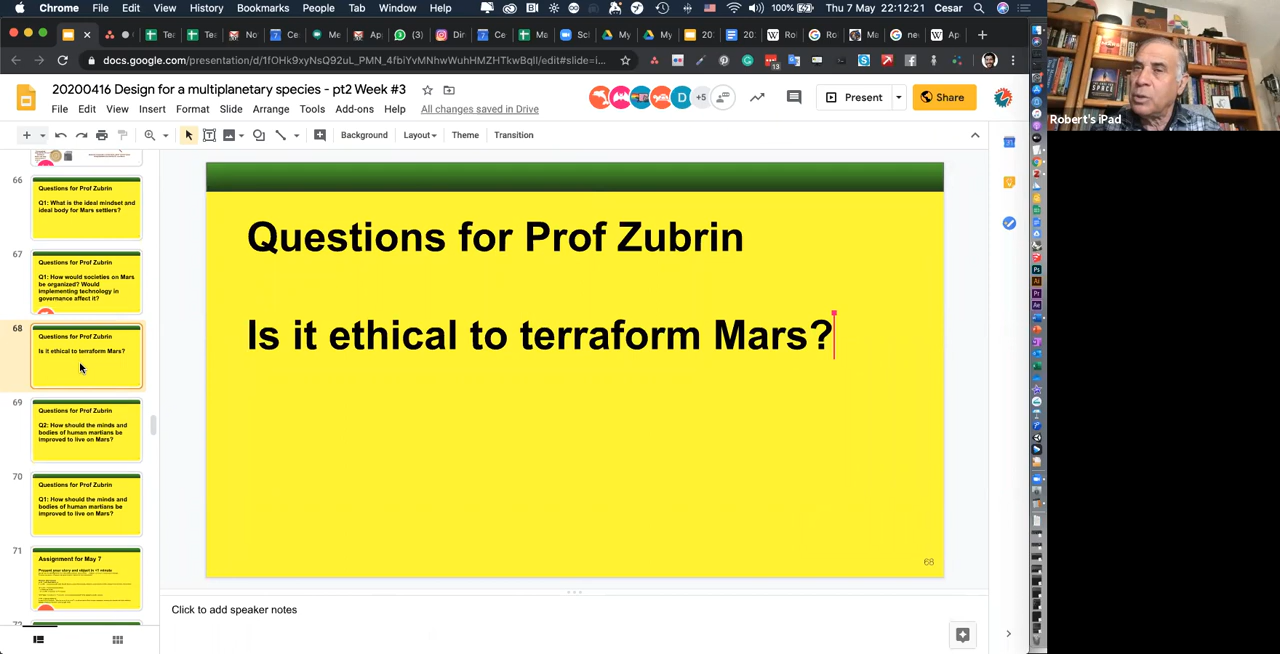 Chrome File Edit View History Bookmarks People Tab Window Help 100% Thu 7 May 22:12:21 Cesar
docs.google.com/presentation/d/1fOHk9xyNsQ92uL_PMN_4fbiYvMNhwWuhHMZHTkwBqlI/edit#slide=i...
20200416 Design for a multiplanetary species - pt2 Week #3
File Edit View Insert Format Slide Arrange Tools Add-ons Help All changes saved in Drive
+5
Present
Share
Robert's iPad
Background Layout Theme Transition
66
Questions for Prof Zubrin
Q1: What is the ideal mindset and
ideal body for Mars settlers?
67
Questions for Prof Zubrin
Q1: How would societies on Mars
be organized? Would
implementing technology in
governance affect it?
68
Questions for Prof Zubrin
Is it ethical to terraform Mars?
69
Questions for Prof Zubrin
Q2: How should the minds and
bodies of human martians be
improved to live on Mars?
70
Questions for Prof Zubrin
Q1: How should the minds and
bodies of human martians be
improved to live on Mars?
71
Assignment for May 7
Questions for Prof Zubrin
Is it ethical to terraform Mars?
68
Click to add speaker notes